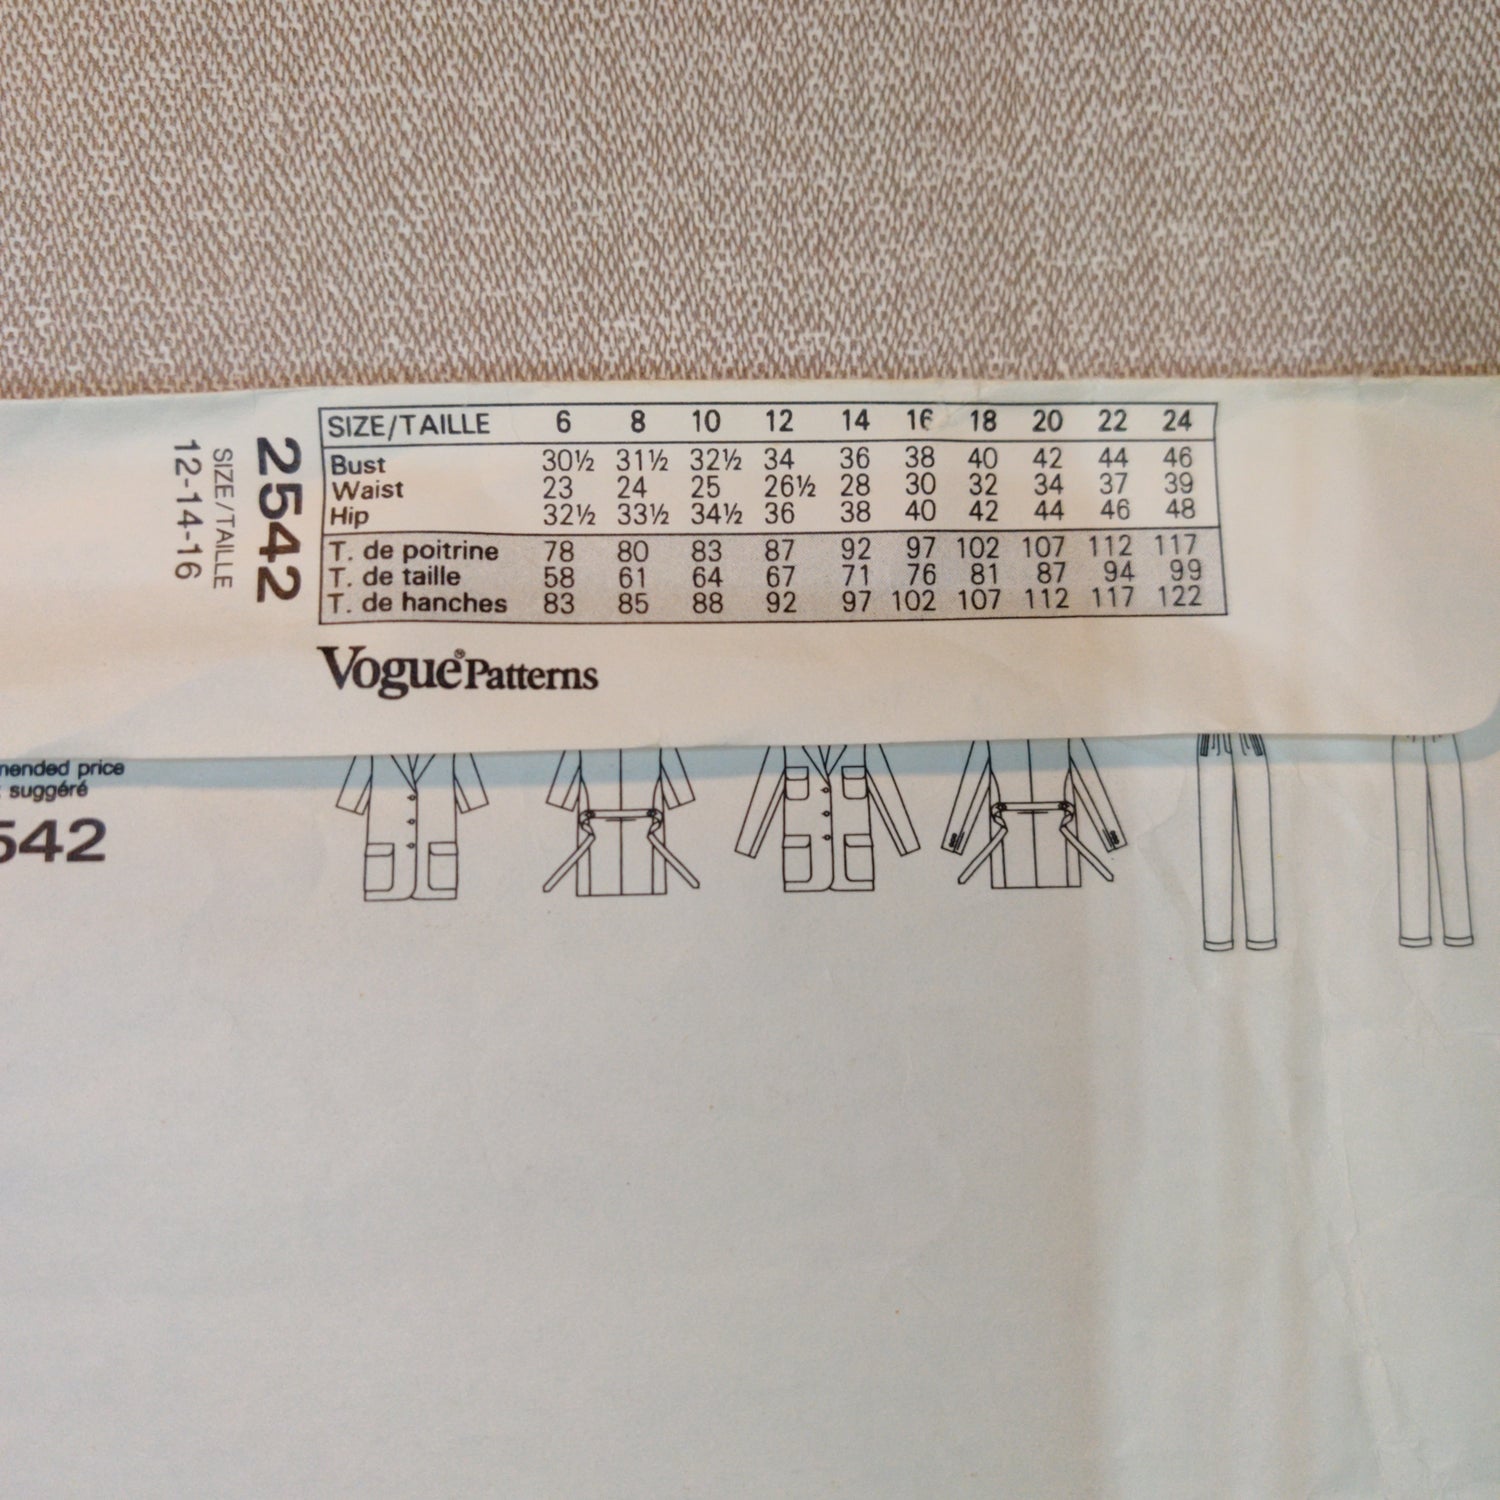 2542
SIZE/TAILLE
12-14-16
SIZE/TAILLE 6 8 10 12 14 16 18 20 22 24
Bust 30½ 31½ 32½ 34 36 38 40 42 44 46
Waist 23 24 25 26½ 28 30 32 34 37 39
Hip 32½ 33½ 34½ 36 38 40 42 44 46 48
T. de poitrine 78 80 83 87 92 97 102 107 112 117
T. de taille 58 61 64 67 71 76 81 87 94 99
T. de hanches 83 85 88 92 97 102 107 112 117 122
Vogue® Patterns
price
suggéré
542